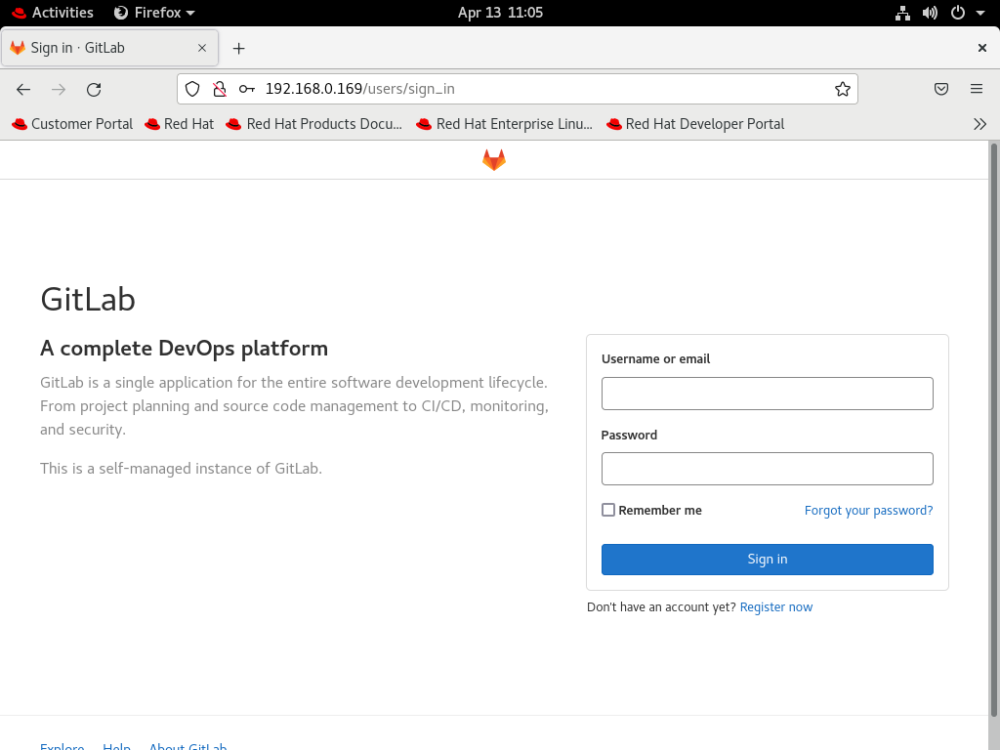 Activities Firefox Apr 13 11:05
Sign in · GitLab
192.168.0.169/users/sign_in
Customer Portal Red Hat Red Hat Products Docu... Red Hat Enterprise Linu... Red Hat Developer Portal
GitLab
A complete DevOps platform
GitLab is a single application for the entire software development lifecycle.
From project planning and source code management to CI/CD, monitoring,
and security.
This is a self-managed instance of GitLab.
Username or email
Password
Remember me Forgot your password?
Sign in
Don't have an account yet? Register now
Explore Help About GitLab